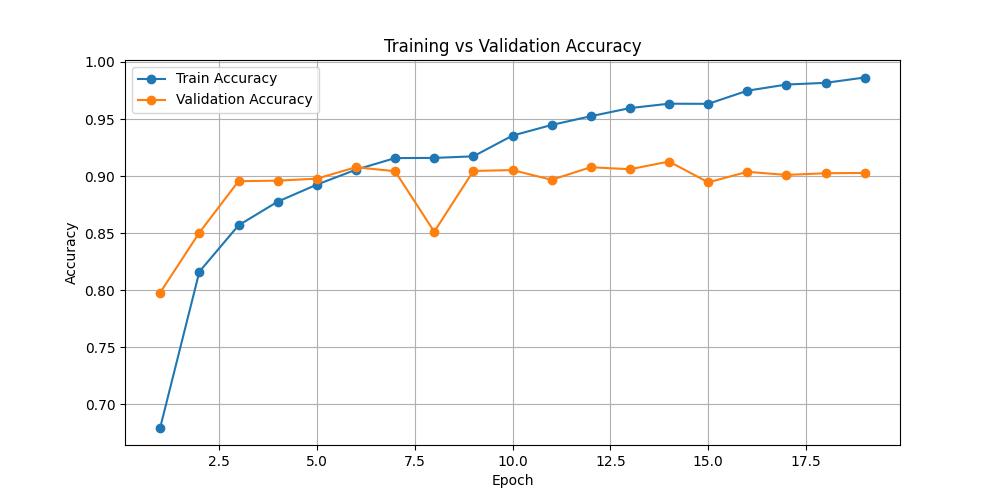 Training vs Validation Accuracy
Train Accuracy
Validation Accuracy
1.00
0.95
0.90
0.85
0.80
0.75
0.70
Accuracy
2.5 5.0 7.5 10.0 12.5 15.0 17.5
Epoch